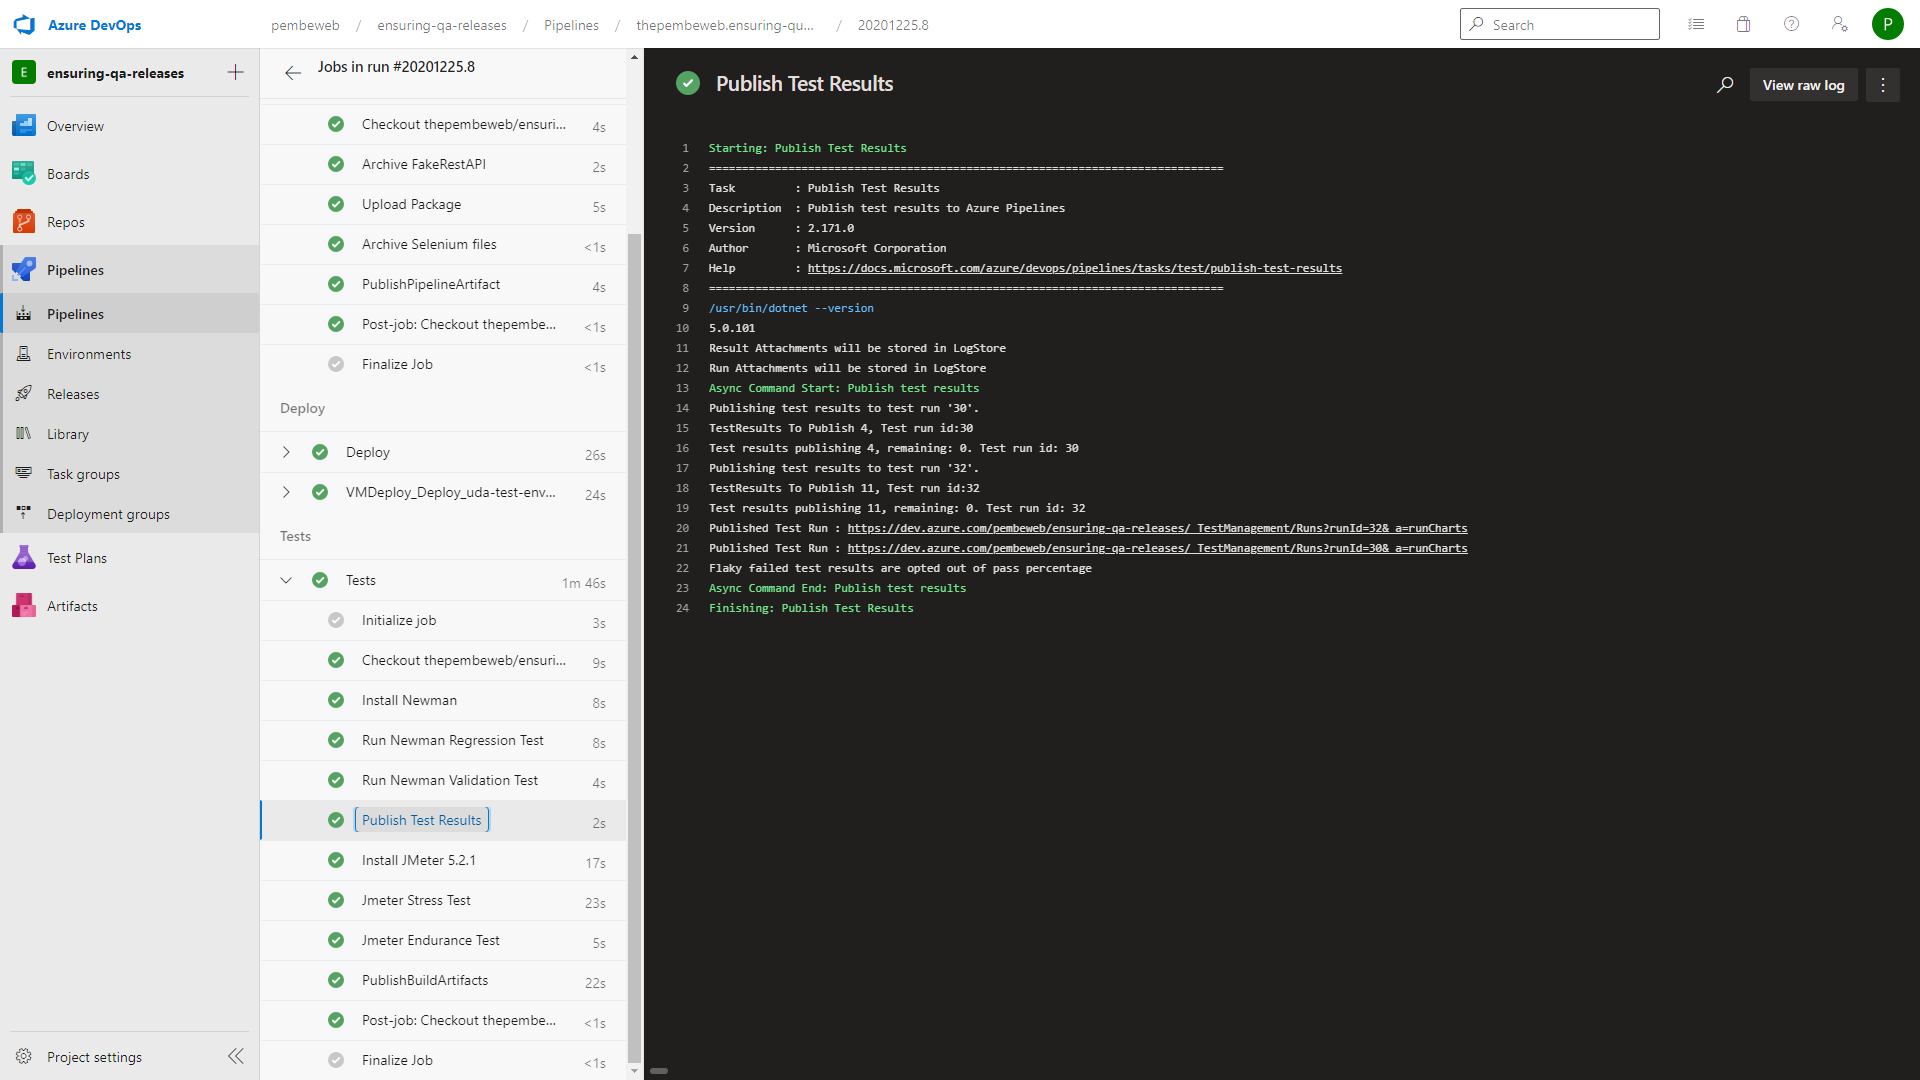 Azure DevOps
pembeweb / ensuring-qa-releases / Pipelines / thepembeweb.ensuring-qu... / 20201225.8
Search
P
E ensuring-qa-releases
Overview
Boards
Repos
Pipelines
Pipelines
Environments
Releases
Library
Task groups
Deployment groups
Test Plans
Artifacts
Project settings
Jobs in run #20201225.8
Checkout thepembeweb/ensuri... 4s
Archive FakeRestAPI 2s
Upload Package 5s
Archive Selenium files <1s
PublishPipelineArtifact 4s
Post-job: Checkout thepembe... <1s
Finalize Job <1s
Deploy
Deploy 26s
VMDeploy_Deploy_uda-test-env... 24s
Tests
Tests 1m 46s
Initialize job 3s
Checkout thepembeweb/ensuri... 9s
Install Newman 8s
Run Newman Regression Test 8s
Run Newman Validation Test 4s
Publish Test Results 2s
Install JMeter 5.2.1 17s
Jmeter Stress Test 23s
Jmeter Endurance Test 5s
PublishBuildArtifacts 22s
Post-job: Checkout thepembe... <1s
Finalize Job <1s
Publish Test Results
View raw log
1 Starting: Publish Test Results
2 ==============================================================================
3 Task : Publish Test Results
4 Description : Publish test results to Azure Pipelines
5 Version : 2.171.0
6 Author : Microsoft Corporation
7 Help : https://docs.microsoft.com/azure/devops/pipelines/tasks/test/publish-test-results
8 ==============================================================================
9 /usr/bin/dotnet --version
10 5.0.101
11 Result Attachments will be stored in LogStore
12 Run Attachments will be stored in LogStore
13 Async Command Start: Publish test results
14 Publishing test results to test run '30'.
15 TestResults To Publish 4, Test run id:30
16 Test results publishing 4, remaining: 0. Test run id: 30
17 Publishing test results to test run '32'.
18 TestResults To Publish 11, Test run id:32
19 Test results publishing 11, remaining: 0. Test run id: 32
20 Published Test Run : https://dev.azure.com/pembeweb/ensuring-qa-releases/_TestManagement/Runs?runId=32&_a=runCharts
21 Published Test Run : https://dev.azure.com/pembeweb/ensuring-qa-releases/_TestManagement/Runs?runId=30&_a=runCharts
22 Flaky failed test results are opted out of pass percentage
23 Async Command End: Publish test results
24 Finishing: Publish Test Results